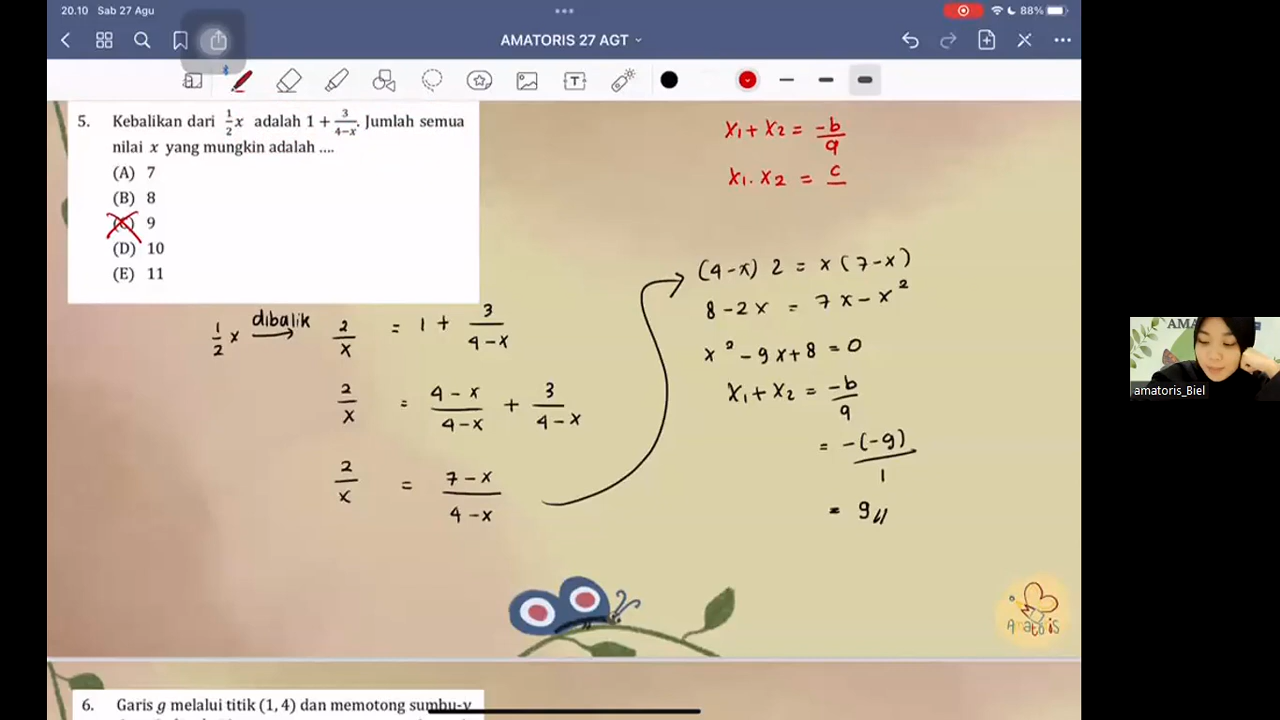 20.10 Sab 27 Agu
88%
AMATORIS 27 AGT
5. Kebalikan dari 1/2 x adalah 1 + 3/(4−x). Jumlah semua
nilai x yang mungkin adalah ....
(A) 7
(B) 8
(C) 9
(D) 10
(E) 11
x1 + x2 = -b/a
x1 . x2 = c
1/2 x dibalik → 2/x = 1 + 3/(4-x)
2/x = (4-x)/(4-x) + 3/(4-x)
2/x = (7-x)/(4-x)
(4-x) 2 = x (7-x)
8-2x = 7x - x²
x² - 9x + 8 = 0
x1 + x2 = -b/a
= -(-9)/1
= 9
Amatoris
6. Garis g melalui titik (1, 4) dan memotong sumbu-y
amatoris_Biel